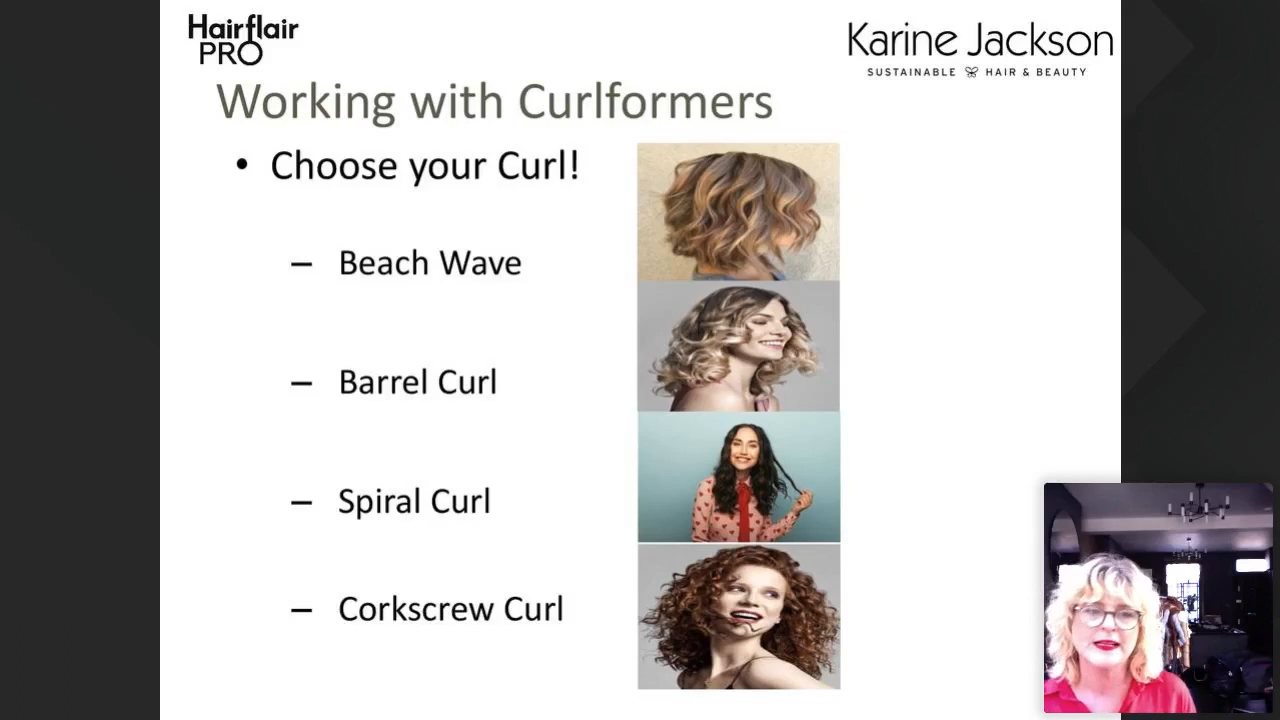 Hairflair
PRO
Karine Jackson
SUSTAINABLE HAIR & BEAUTY
Working with Curlformers
• Choose your Curl!
– Beach Wave
– Barrel Curl
– Spiral Curl
– Corkscrew Curl